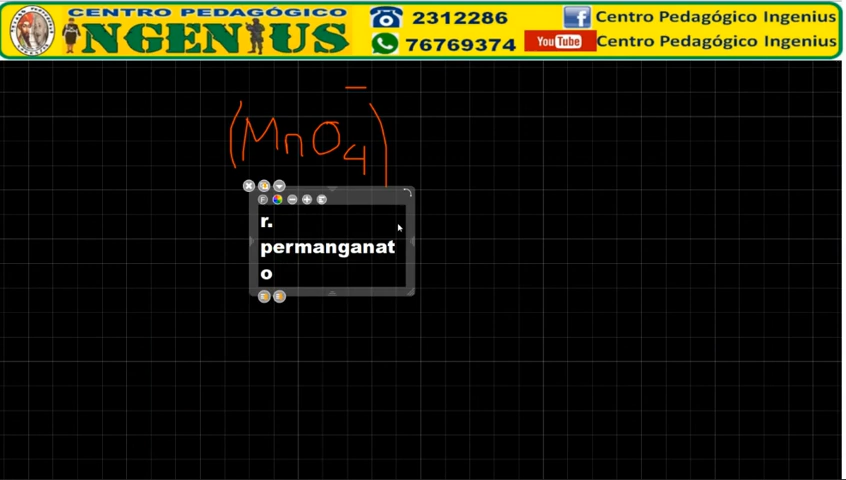 CENTRO PEDAGÓGICO
INGENIUS
2312286
76769374
f Centro Pedagógico Ingenius
YouTube Centro Pedagógico Ingenius
(MnO4)−
r.
permanganat
o